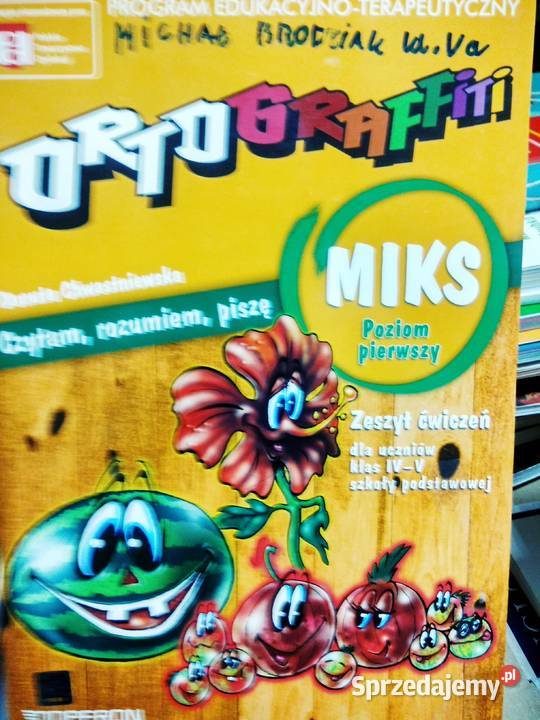 PROGRAM EDUKACYJNO-TERAPEUTYCZNY
MICHAŁ BRODZIAK kl. Va
ORTOGRAFFITI
MIKS
Poziom
pierwszy
Czytam, rozumiem, piszę
Zeszyt ćwiczeń
dla uczniów
klas IV–V
szkoły podstawowej
OPERON
Sprzedajemy.pl